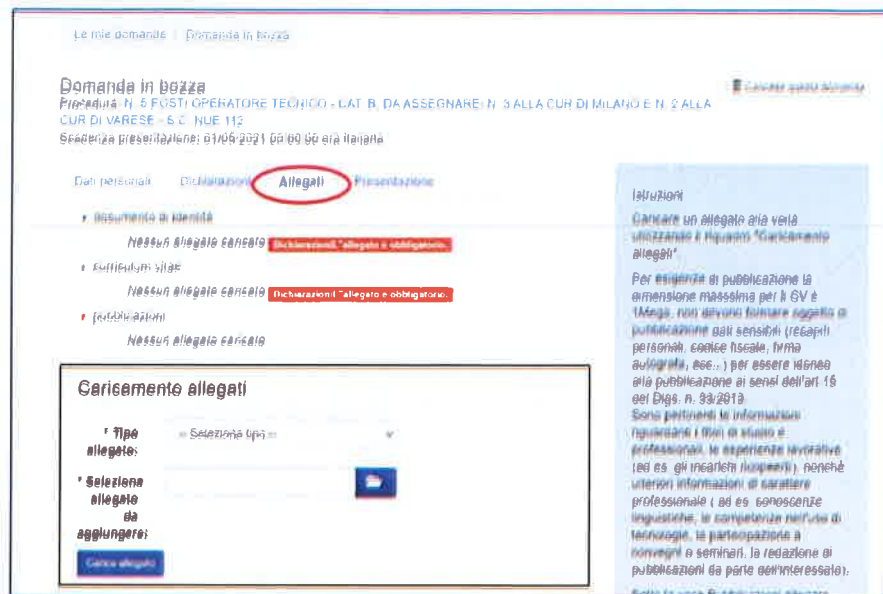 Le mie domande Domanda in bozza
Domanda in bozza
Cancella questa domanda
Procedura: N. 5 POSTI OPERATORE TECNICO - CAT. B, DA ASSEGNARE: N. 3 ALLA CUR DI MILANO E N. 2 ALLA
CUR DI VARESE - S.C. NUE 112
Scadenza presentazione: 00:00:00 ora italiana
Dati personali Dichiarazioni Allegati Presentazione
documento di identità
Nessun allegato caricato Dichiarazioni L'allegato è obbligatorio.
curriculum vitae
Nessun allegato caricato Dichiarazioni L'allegato è obbligatorio.
pubblicazioni
Nessun allegato caricato
Caricamento allegati
* Tipo
allegato:
-- Seleziona tipo --
* Seleziona
allegato
da
aggiungere:
Carica allegato
Istruzioni
Caricare un allegato alla volta
utilizzando il riquadro "Caricamento
allegati".
Per esigenze di pubblicazione la
dimensione masssima per il CV è
1Mega, non devono formare oggetto di
pubblicazione dati sensibili (recapiti
personali, codice fiscale, firma
autografa, ecc...) per essere idoneo
alla pubblicazione ai sensi dell'art 15
del Dlgs. n. 33/2013.
Sono pertinenti le informazioni
riguardanti i titoli di studio e
professionali, le esperienze lavorative
(ad es. gli incarichi ricoperti), nonchè
ulteriori informazioni di carattere
professionale ( ad es. conoscenze
linguistiche, le competenze nell'uso di
tecnologie, la partecipazione a
convegni o seminari, la redazione di
pubblicazioni da parte dell'interessato).